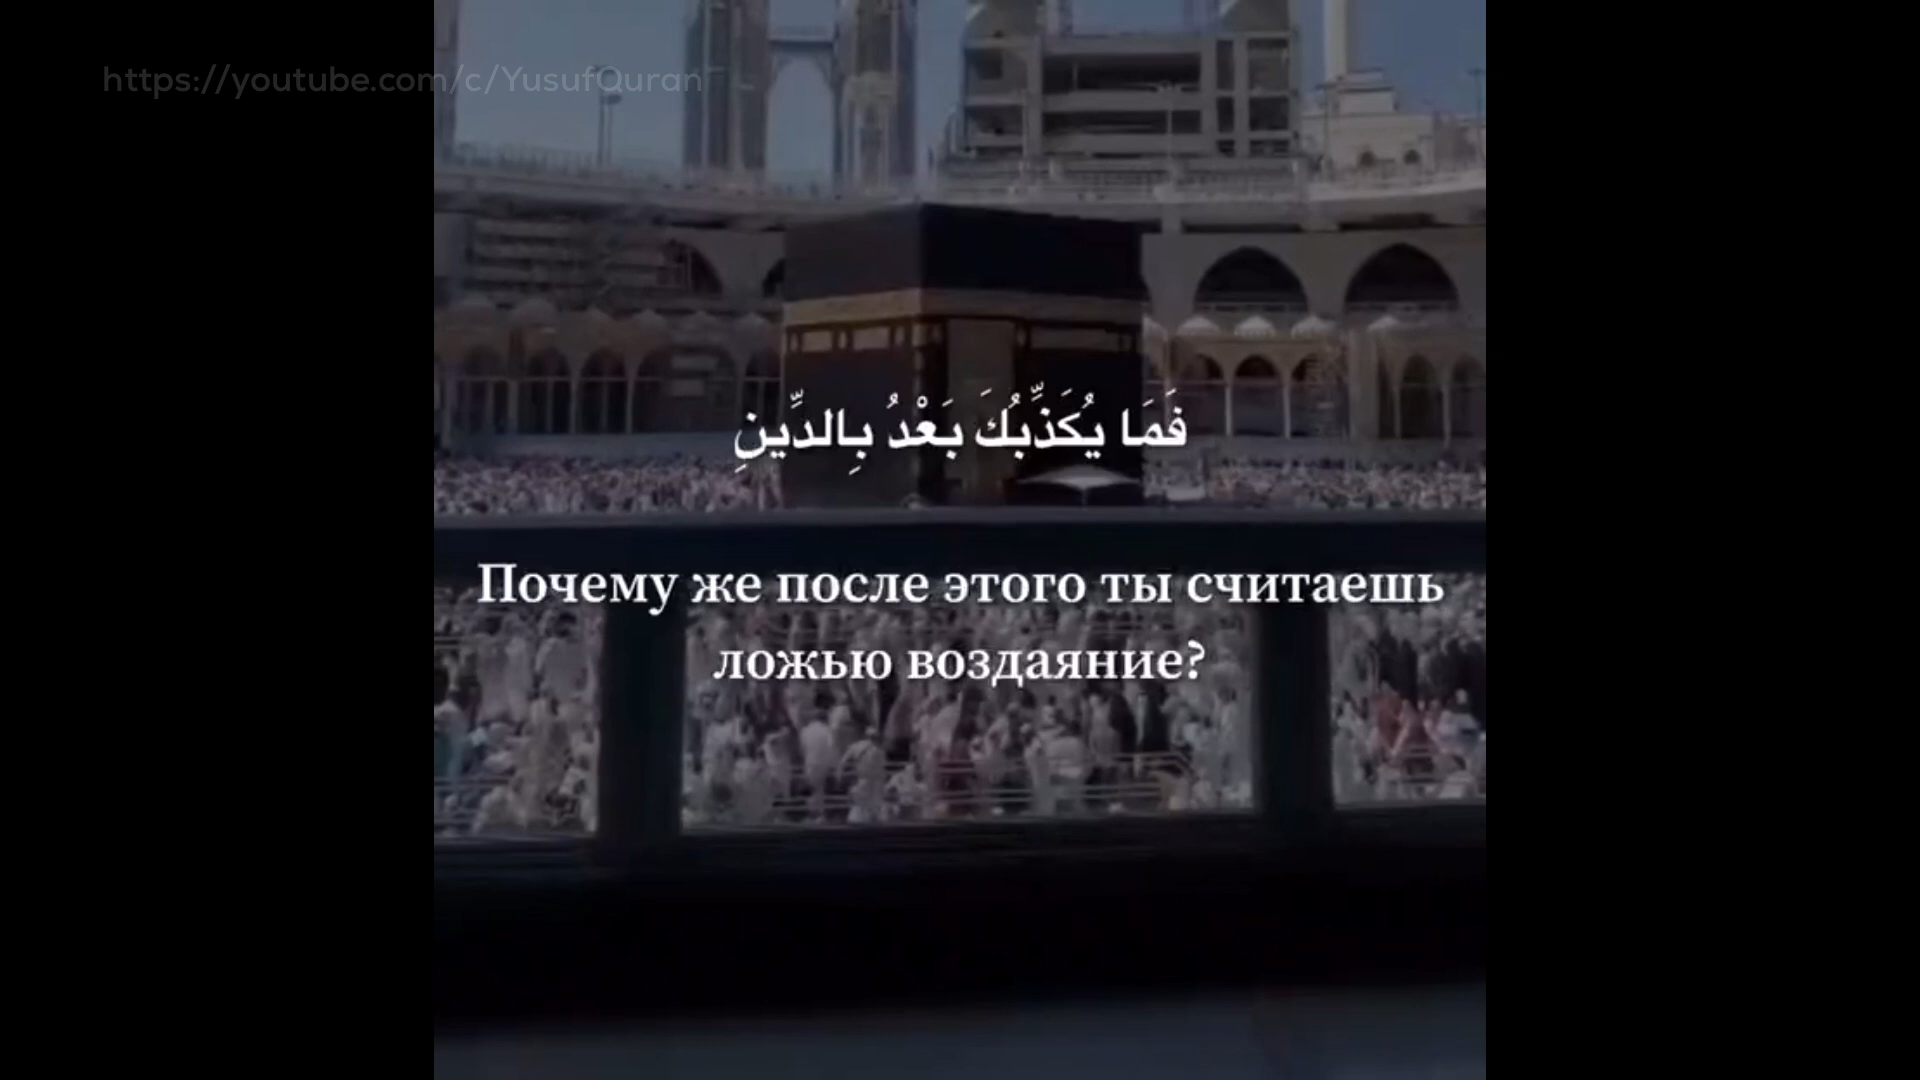 https://youtube.com/c/YusufQuran
فَمَا يُكَذِّبُكَ بَعْدُ بِالدِّينِ
Почему же после этого ты считаешь
ложью воздаяние?